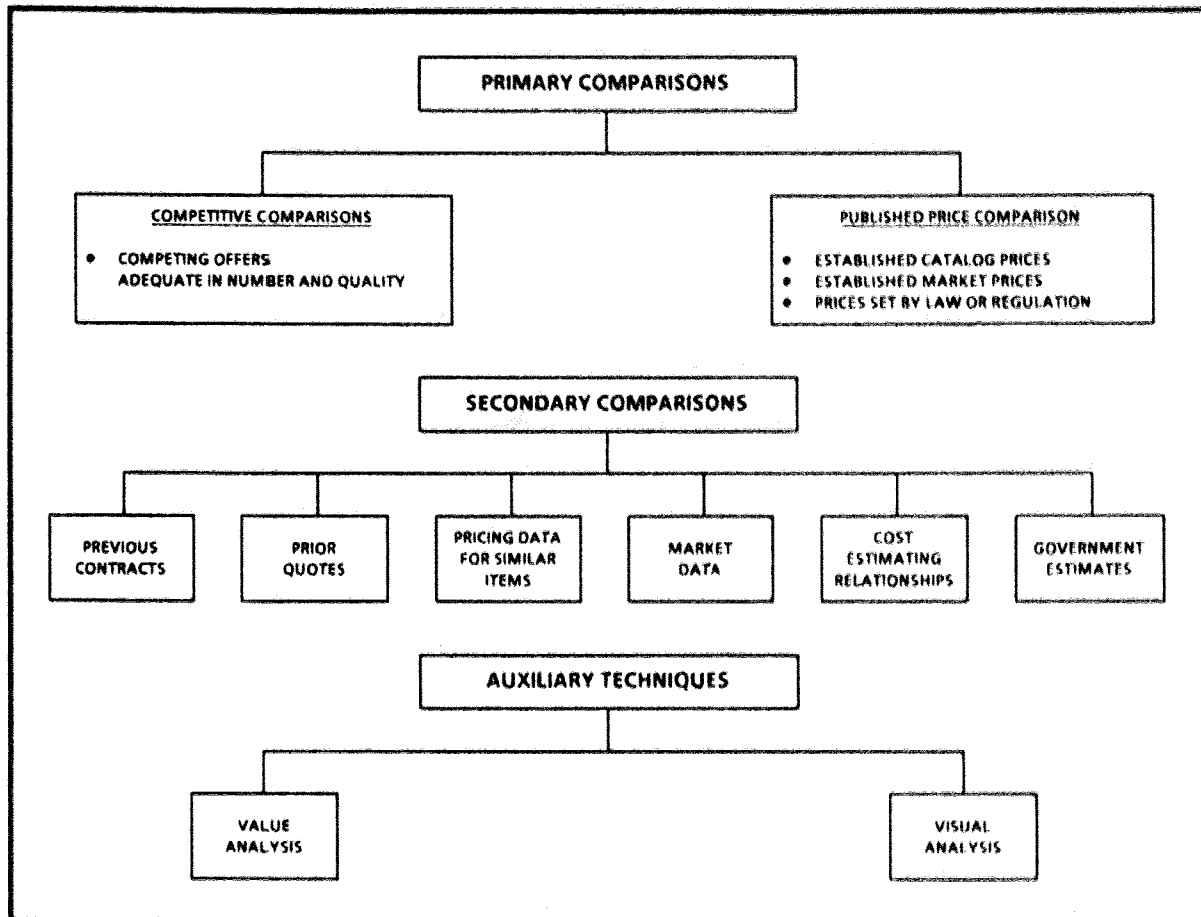 PRIMARY COMPARISONS
COMPETITIVE COMPARISONS
• COMPETING OFFERS
ADEQUATE IN NUMBER AND QUALITY
PUBLISHED PRICE COMPARISON
• ESTABLISHED CATALOG PRICES
• ESTABLISHED MARKET PRICES
• PRICES SET BY LAW OR REGULATION
SECONDARY COMPARISONS
PREVIOUS
CONTRACTS
PRIOR
QUOTES
PRICING DATA
FOR SIMILAR
ITEMS
MARKET
DATA
COST
ESTIMATING
RELATIONSHIPS
GOVERNMENT
ESTIMATES
AUXILIARY TECHNIQUES
VALUE
ANALYSIS
VISUAL
ANALYSIS